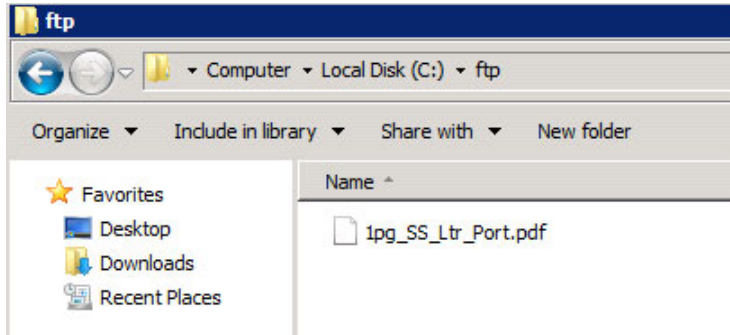 ftp
Computer Local Disk (C:) ftp
Organize Include in library Share with New folder
Favorites
Desktop
Downloads
Recent Places
Name
1pg_SS_Ltr_Port.pdf